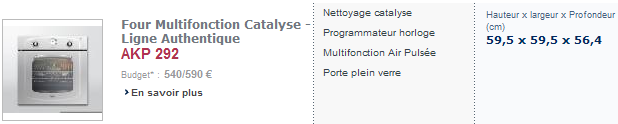 Four Multifonction Catalyse -
Ligne Authentique
AKP 292
Budget* : 540/590 €
En savoir plus
Nettoyage catalyse
Programmateur horloge
Multifonction Air Pulsée
Porte plein verre
Hauteur x largeur x Profondeur
(cm)
59,5 x 59,5 x 56,4